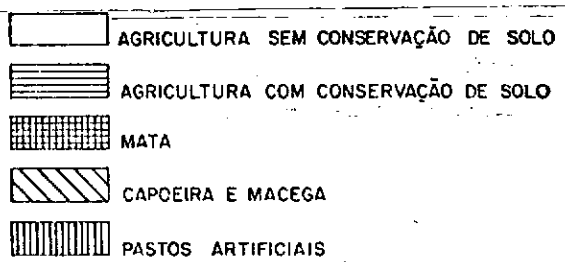 AGRICULTURA SEM CONSERVAÇÃO DE SOLO
AGRICULTURA COM CONSERVAÇÃO DE SOLO
MATA
CAPOEIRA E MACEGA
PASTOS ARTIFICIAIS